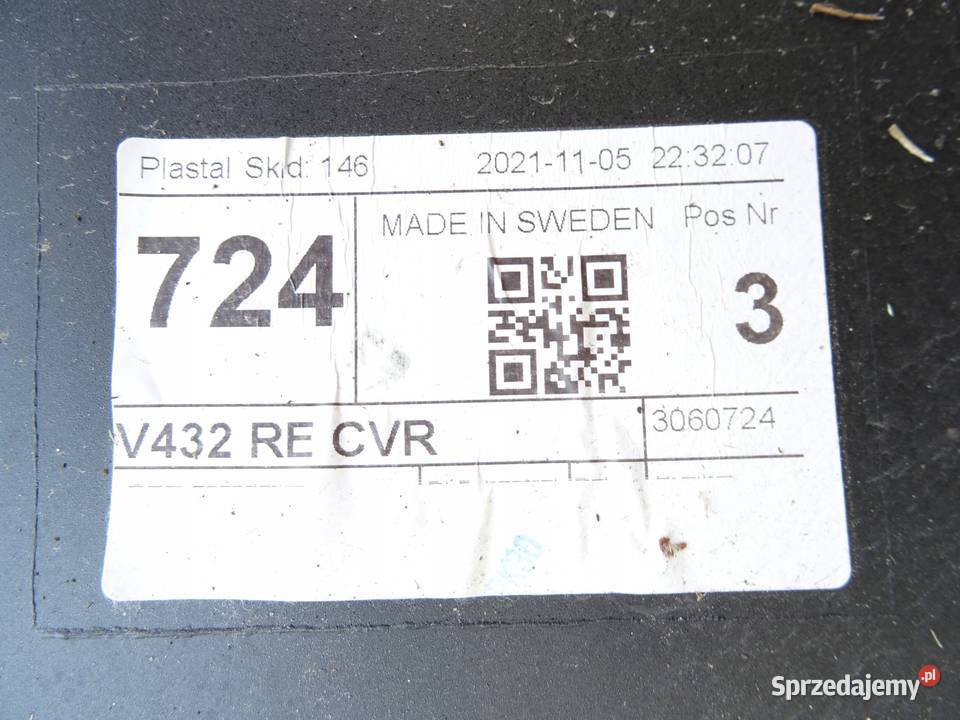 Plastal Skid: 146 2021-11-05 22:32:07
724 MADE IN SWEDEN Pos Nr
3
V432 RE CVR 3060724
Sprzedajemy.pl